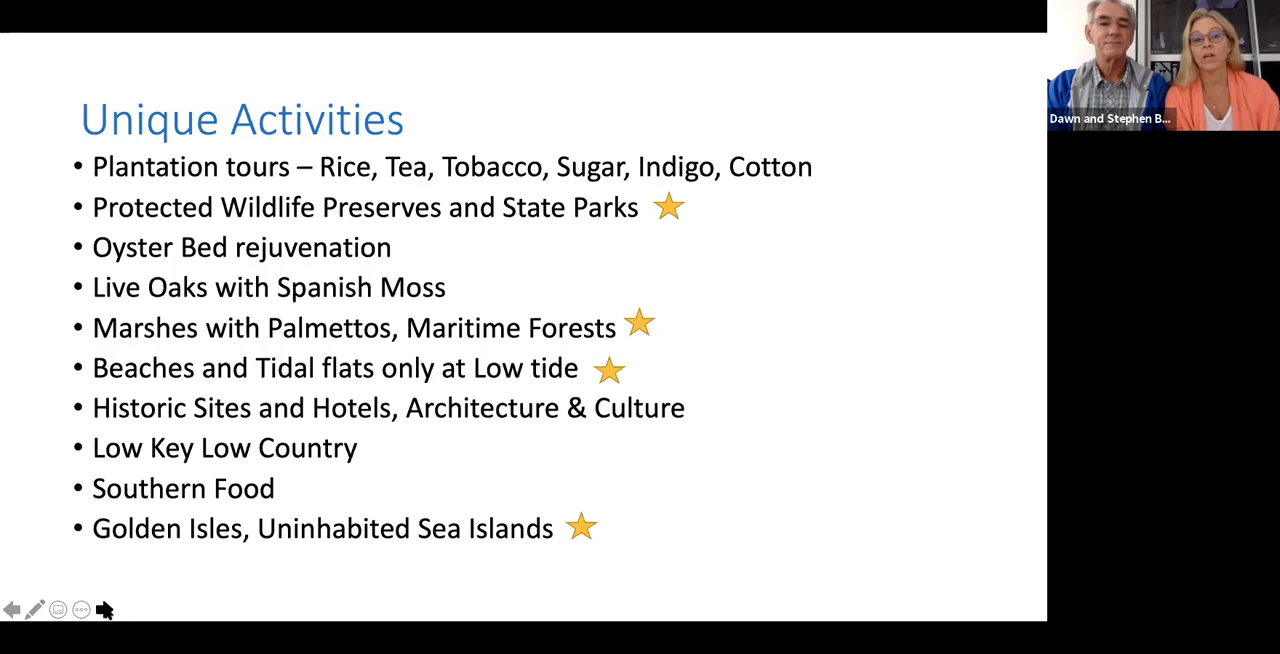 Unique Activities
• Plantation tours – Rice, Tea, Tobacco, Sugar, Indigo, Cotton
• Protected Wildlife Preserves and State Parks
• Oyster Bed rejuvenation
• Live Oaks with Spanish Moss
• Marshes with Palmettos, Maritime Forests
• Beaches and Tidal flats only at Low tide
• Historic Sites and Hotels, Architecture & Culture
• Low Key Low Country
• Southern Food
• Golden Isles, Uninhabited Sea Islands
Dawn and Stephen B...